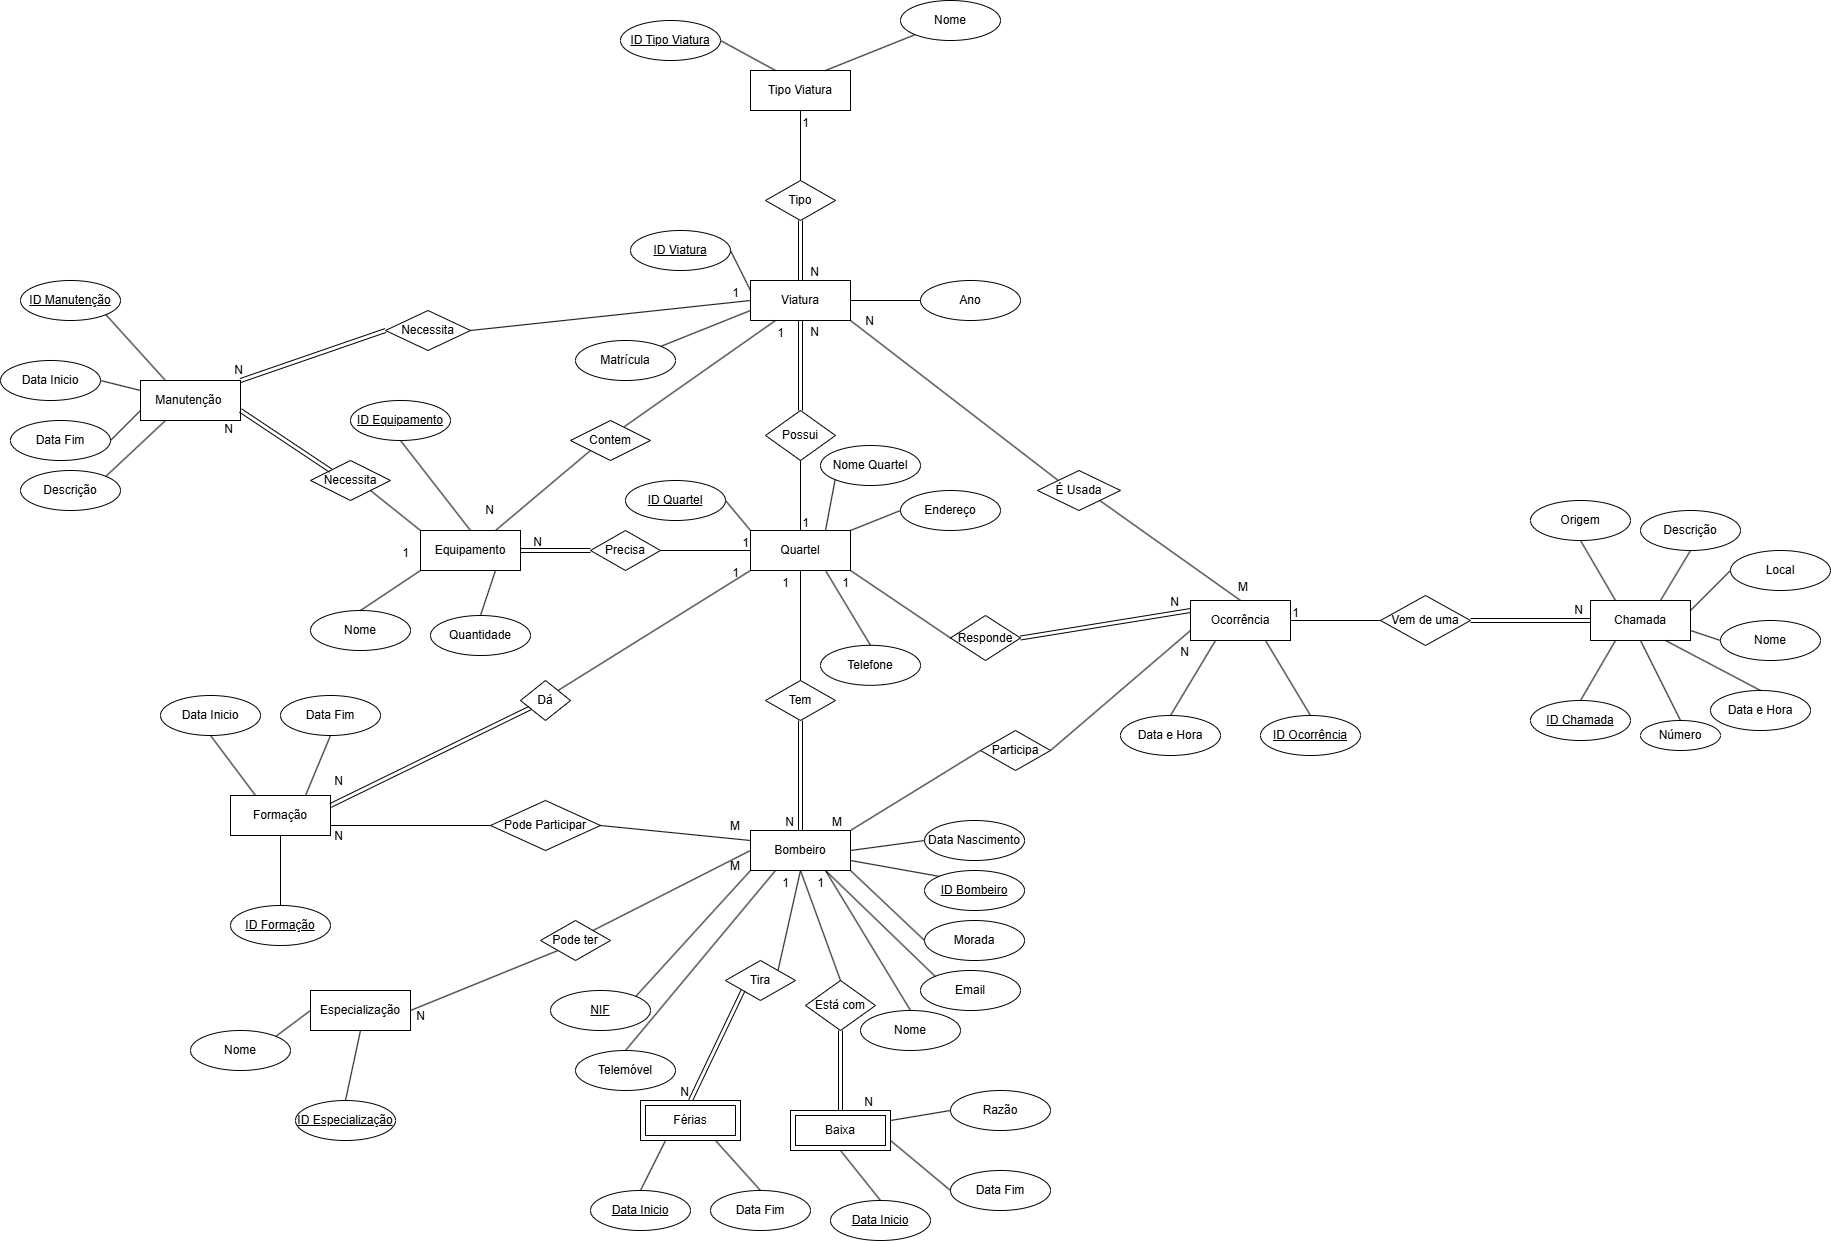 Nome
ID Tipo Viatura
Tipo Viatura
1
Tipo
ID Viatura
N
1
Viatura
Ano
ID Manutenção
Necessita
1
N
N
Matrícula
N
Data Inicio
Manutenção
N
ID Equipamento
Data Fim
Contem
Possui
Nome Quartel
Descrição
Necessita
É Usada
ID Quartel
Endereço
N
1
Origem
Descrição
1
Equipamento
N
Precisa
1
Quartel
1
1
1
Local
M
N
Ocorrência
1
Vem de uma
N
Chamada
Nome
Quantidade
Responde
Nome
N
Telefone
Dá
Tem
Data Inicio
Data Fim
Data e Hora
ID Ocorrência
ID Chamada
Número
Data e Hora
Participa
N
Formação
N
Pode Participar
M
N
M
Bombeiro
M
1
1
Data Nascimento
ID Bombeiro
ID Formação
Pode ter
Morada
Tira
Email
Está com
Especialização
N
NIF
Nome
Nome
Telemóvel
N
N
ID Especialização
Férias
Baixa
Razão
Data Fim
Data Inicio
Data Fim
Data Inicio